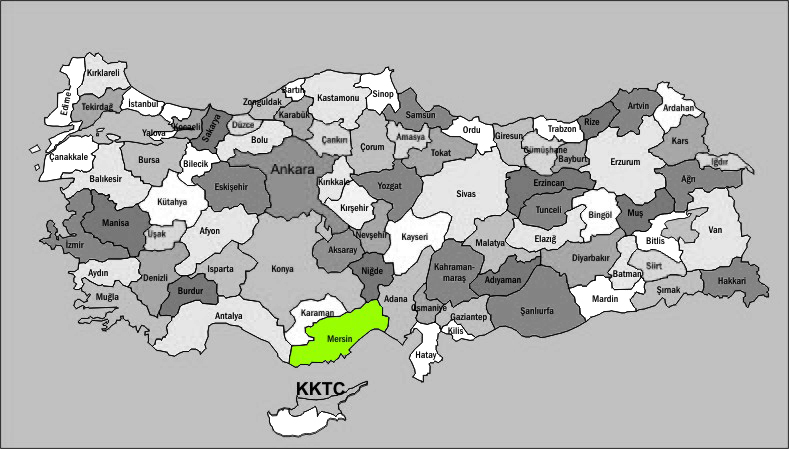 Kırklareli
Edirne
Tekirdağ
İstanbul
Kocaeli
Yalova
Sakarya
Düzce
Zonguldak
Bartın
Karabük
Kastamonu
Sinop
Samsun
Ordu
Giresun
Trabzon
Rize
Artvin
Ardahan
Çanakkale
Balıkesir
Bursa
Bilecik
Bolu
Çankırı
Çorum
Amasya
Tokat
Gümüşhane
Bayburt
Erzurum
Kars
Iğdır
Ağrı
Eskişehir
Ankara
Kırıkkale
Yozgat
Sivas
Erzincan
Tunceli
Bingöl
Muş
Kütahya
Kırşehir
Manisa
Uşak
Afyon
Nevşehir
Kayseri
Malatya
Elazığ
Bitlis
Van
İzmir
Aydın
Denizli
Isparta
Konya
Aksaray
Niğde
Kahraman-
maraş
Adıyaman
Diyarbakır
Batman
Siirt
Hakkari
Muğla
Burdur
Antalya
Karaman
Mersin
Adana
Osmaniye
Gaziantep
Şanlıurfa
Mardin
Şırnak
Kilis
Hatay
KKTC